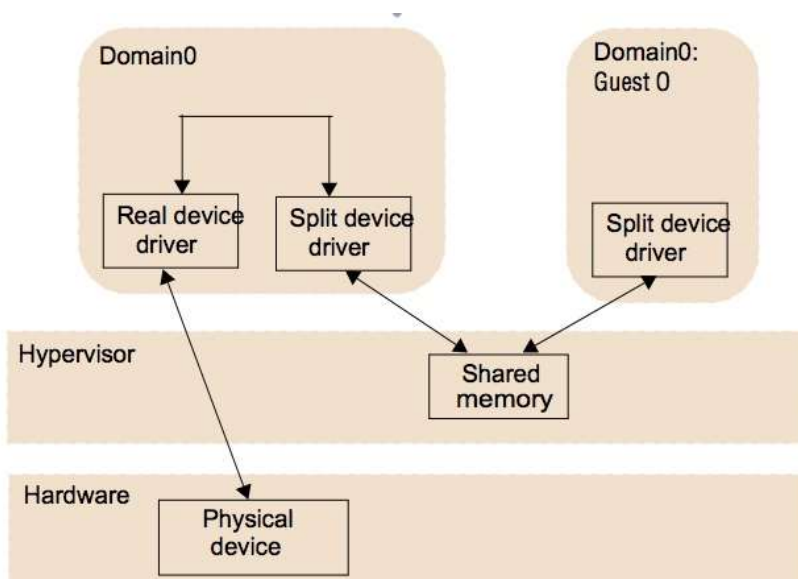 Domain0
Domain0:
Guest 0
Real device
driver
Split device
driver
Split device
driver
Hypervisor
Shared
memory
Hardware
Physical
device